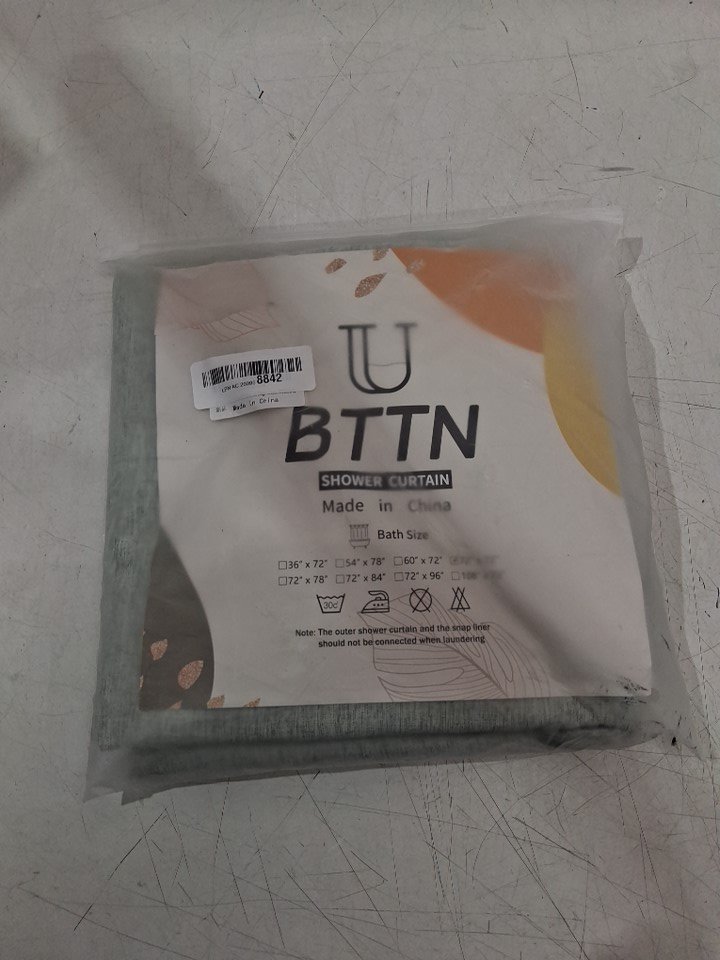 U
BTTN
8842
Made in China
SHOWER CURTAIN
Made in China
Bath Size
□36" x 72" □54" x 78" □60" x 72"
□72" x 78" □72" x 84" □72" x 96"
30c
Note: The outer shower curtain and the snap liner
should not be connected when laundering